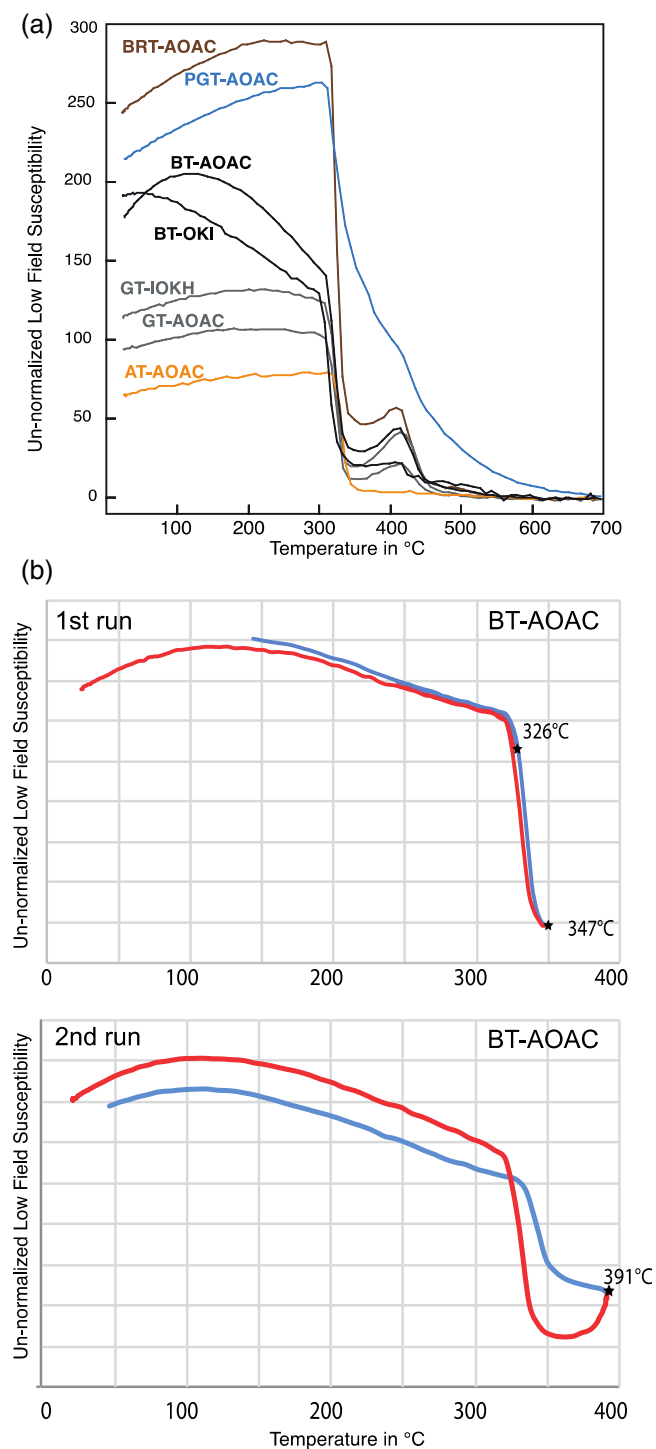 (a)
300
BRT-AOAC
PGT-AOAC
250
BT-AOAC
200
BT-OKI
150
GT-IOKH
100
GT-AOAC
AT-AOAC
50
0
Un-normalized Low Field Susceptibility
100 200 300 400 500 600 700
Temperature in °C
(b)
1st run BT-AOAC
326°C
347°C
Un-normalized Low Field Susceptibility
0 100 200 300 400
2nd run BT-AOAC
391°C
Un-normalized Low Field Susceptibility
0 100 200 300 400
Temperature in °C